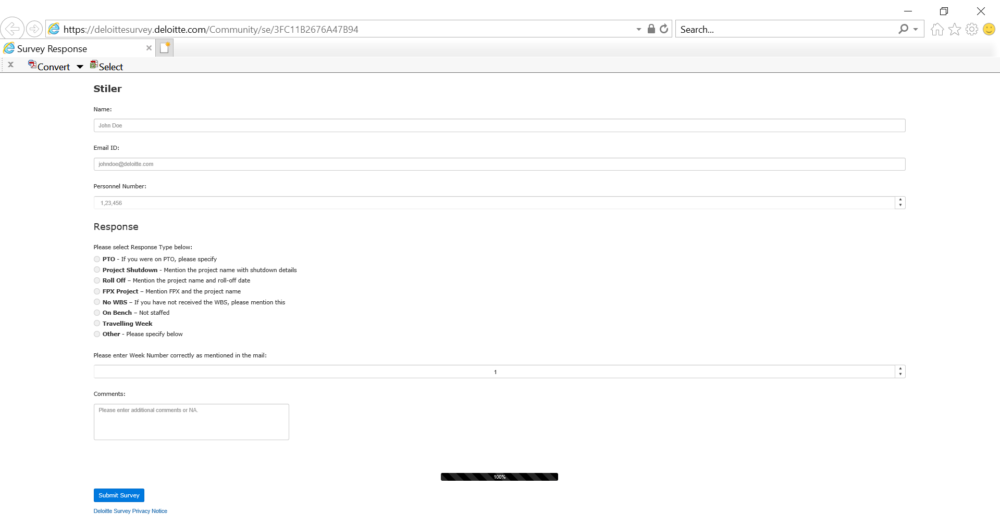 https://deloittesurvey.deloitte.com/Community/se/3FC11B2676A47B94
Search...
Survey Response
Convert
Select
Stiler
Name:
John Doe
Email ID:
johndoe@deloitte.com
Personnel Number:
1,23,456
Response
Please select Response Type below:
PTO - If you were on PTO, please specify
Project Shutdown - Mention the project name with shutdown details
Roll Off – Mention the project name and roll-off date
FPX Project – Mention FPX and the project name
No WBS – If you have not received the WBS, please mention this
On Bench – Not staffed
Travelling Week
Other - Please specify below
Please enter Week Number correctly as mentioned in the mail:
1
Comments:
Please enter additional comments or NA.
100%
Submit Survey
Deloitte Survey Privacy Notice